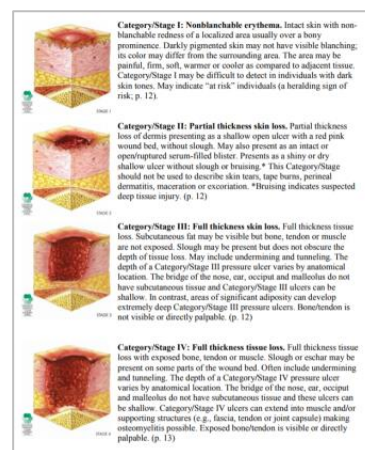 Category/Stage I: Nonblanchable erythema. Intact skin with non-
blanchable redness of a localized area usually over a bony
prominence. Darkly pigmented skin may not have visible blanching;
its color may differ from the surrounding area. The area may be
painful, firm, soft, warmer or cooler as compared to adjacent tissue.
Category/Stage I may be difficult to detect in individuals with dark
skin tones. May indicate "at risk" individuals (a heralding sign of
risk; p. 12).
STAGE 1
Category/Stage II: Partial thickness skin loss. Partial thickness
loss of dermis presenting as a shallow open ulcer with a red pink
wound bed, without slough. May also present as an intact or
open/ruptured serum-filled blister. Presents as a shiny or dry
shallow ulcer without slough or bruising.* This Category/Stage
should not be used to describe skin tears, tape burns, perineal
dermatitis, maceration or excoriation. *Bruising indicates suspected
deep tissue injury. (p. 12)
STAGE 2
Category/Stage III: Full thickness skin loss. Full thickness tissue
loss. Subcutaneous fat may be visible but bone, tendon or muscle
are not exposed. Slough may be present but does not obscure the
depth of tissue loss. May include undermining and tunneling. The
depth of a Category/Stage III pressure ulcer varies by anatomical
location. The bridge of the nose, ear, occiput and malleolus do not
have subcutaneous tissue and Category/Stage III ulcers can be
shallow. In contrast, areas of significant adiposity can develop
extremely deep Category/Stage III pressure ulcers. Bone/tendon is
not visible or directly palpable. (p. 12)
STAGE 3
Category/Stage IV: Full thickness tissue loss. Full thickness tissue
loss with exposed bone, tendon or muscle. Slough or eschar may be
present on some parts of the wound bed. Often include undermining
and tunneling. The depth of a Category/Stage IV pressure ulcer
varies by anatomical location. The bridge of the nose, ear, occiput
and malleolus do not have subcutaneous tissue and these ulcers can
be shallow. Category/Stage IV ulcers can extend into muscle and/or
supporting structures (e.g., fascia, tendon or joint capsule) making
osteomyelitis possible. Exposed bone/tendon is visible or directly
palpable. (p. 13)
STAGE 4